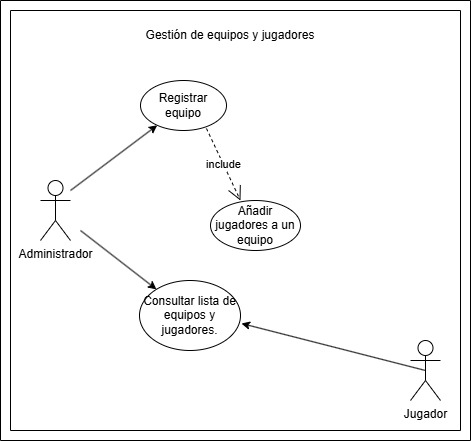 Gestión de equipos y jugadores
Registrar
equipo
include
Añadir
jugadores a un
equipo
Administrador
Consultar lista de
equipos y
jugadores.
Jugador